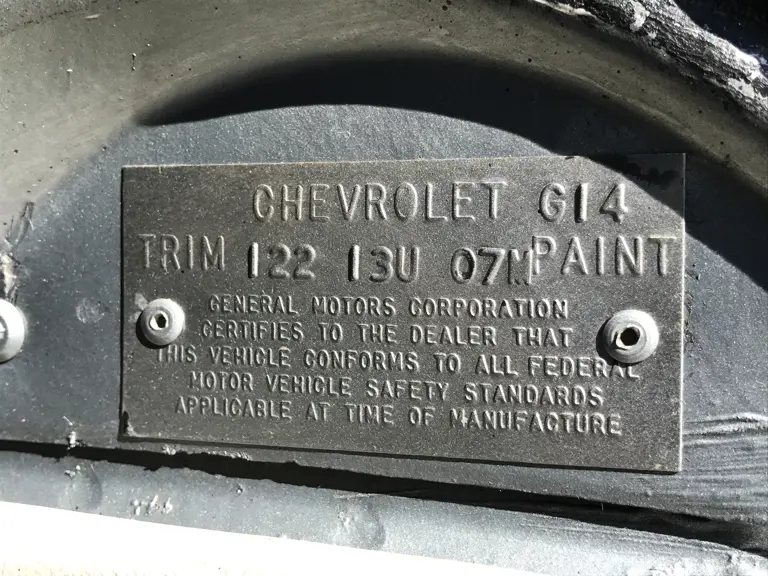 CHEVROLET G14
TRIM 122 13U 07M PAINT
GENERAL MOTORS CORPORATION
CERTIFIES TO THE DEALER THAT
THIS VEHICLE CONFORMS TO ALL FEDERAL
MOTOR VEHICLE SAFETY STANDARDS
APPLICABLE AT TIME OF MANUFACTURE